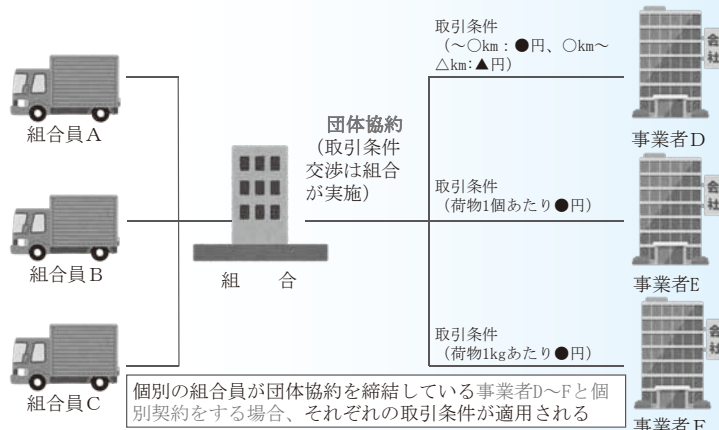 取引条件
(～○km：●円、○km～
△km:▲円)
会
社
事業者D
組合員A
団体協約
(取引条件
交渉は組合
が実施)
取引条件
(荷物1個あたり●円)
会
社
事業者E
組合員B
組　合
取引条件
(荷物1kgあたり●円)
会
社
事業者F
組合員C
個別の組合員が団体協約を締結している事業者D～Fと個
別契約をする場合、それぞれの取引条件が適用される